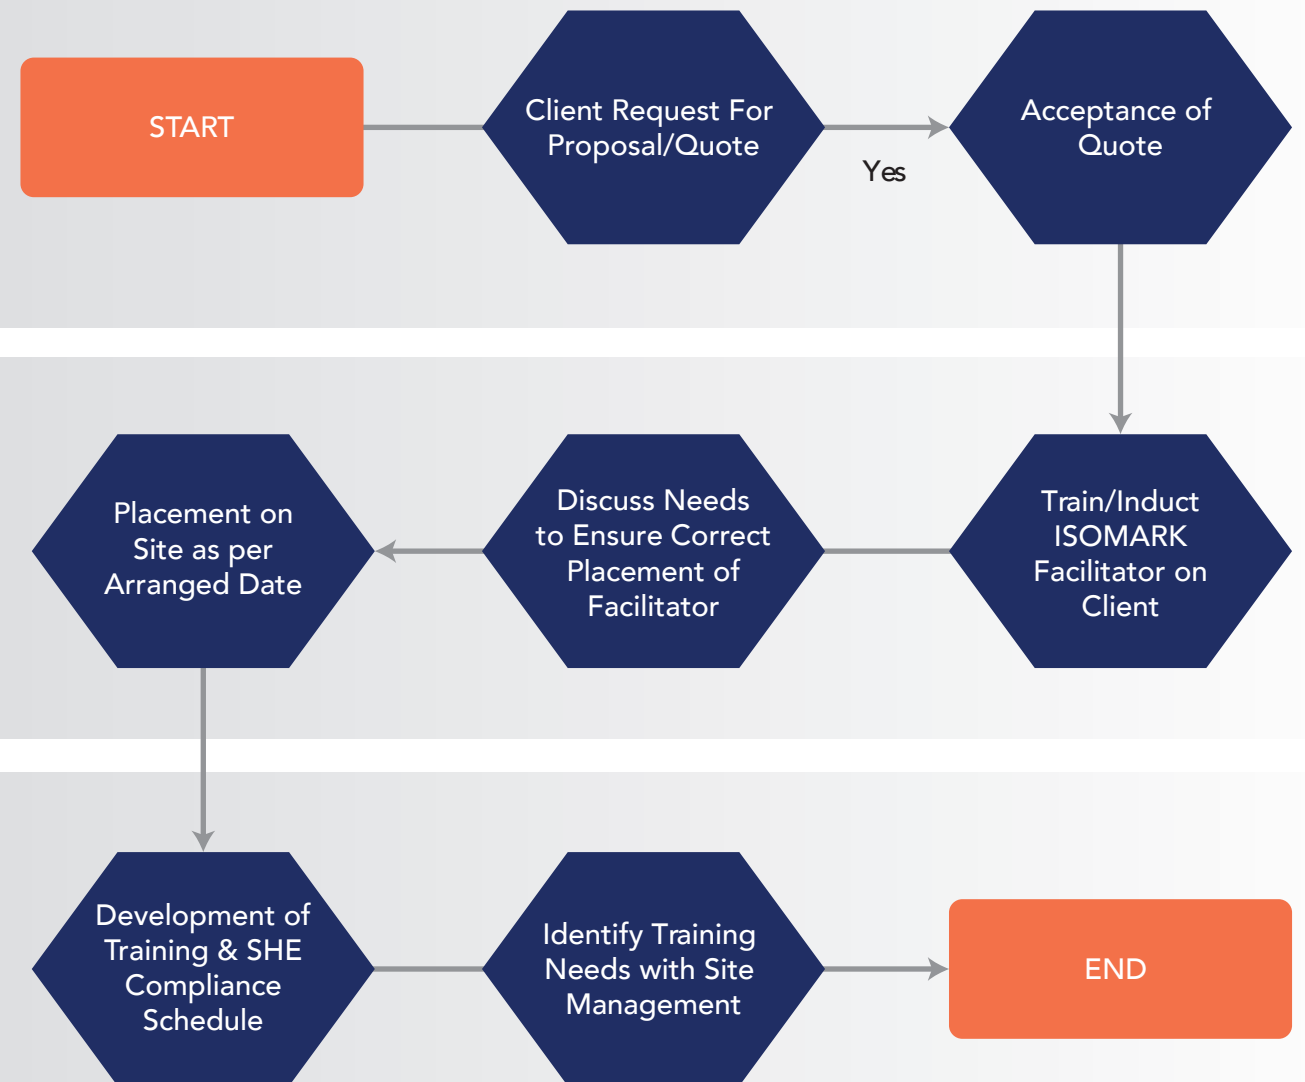 START
Client Request For
Proposal/Quote
Yes
Acceptance of
Quote
Placement on
Site as per
Arranged Date
Discuss Needs
to Ensure Correct
Placement of
Facilitator
Train/Induct
ISOMARK
Facilitator on
Client
Development of
Training & SHE
Compliance
Schedule
Identify Training
Needs with Site
Management
END